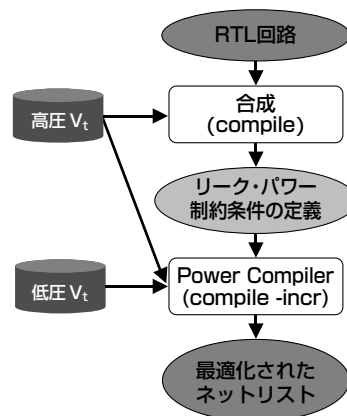 RTL回路
高圧 Vt
合成
(compile)
リーク・パワー
制約条件の定義
低圧 Vt
Power Compiler
(compile -incr)
最適化された
ネットリスト